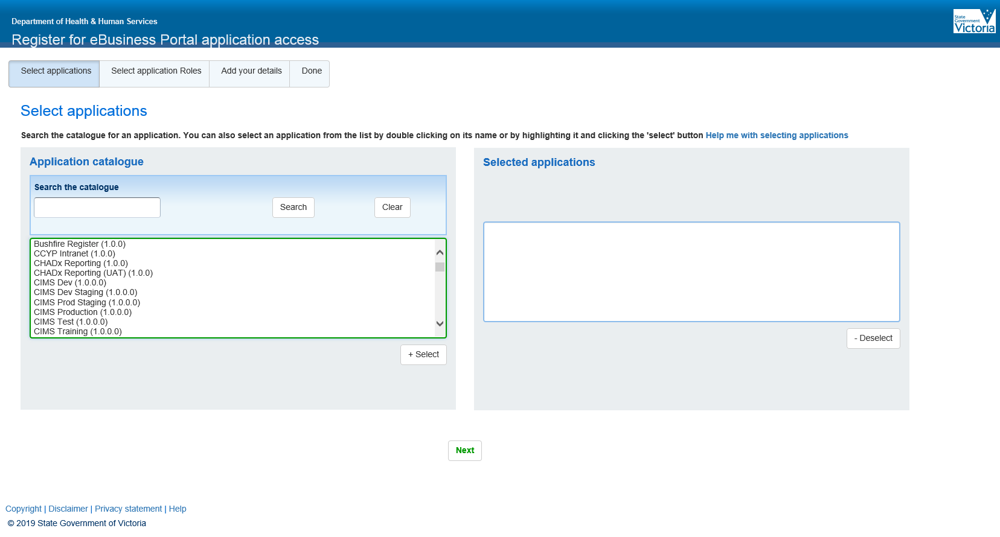 Department of Health & Human Services
Register for eBusiness Portal application access
State
Government
Victoria
Select applications
Select application Roles
Add your details
Done
Select applications
Search the catalogue for an application. You can also select an application from the list by double clicking on its name or by highlighting it and clicking the 'select' button Help me with selecting applications
Application catalogue
Search the catalogue
Search
Clear
Bushfire Register (1.0.0)
CCYP Intranet (1.0.0)
CHADx Reporting (1.0.0)
CHADx Reporting (UAT) (1.0.0)
CIMS Dev (1.0.0.0)
CIMS Dev Staging (1.0.0.0)
CIMS Prod Staging (1.0.0.0)
CIMS Production (1.0.0.0)
CIMS Test (1.0.0.0)
CIMS Training (1.0.0.0)
+ Select
Selected applications
- Deselect
Next
Copyright | Disclaimer | Privacy statement | Help
© 2019 State Government of Victoria